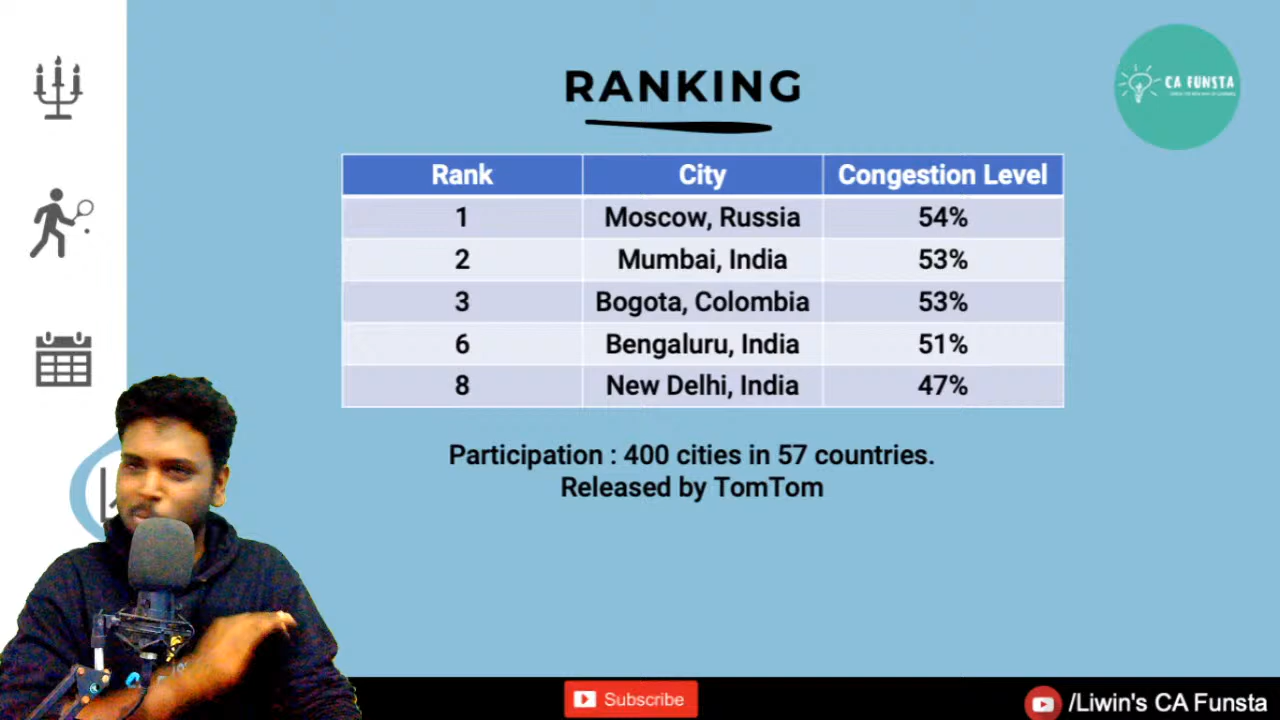 RANKING
CA FUNSTA
Rank City Congestion Level
1 Moscow, Russia 54%
2 Mumbai, India 53%
3 Bogota, Colombia 53%
6 Bengaluru, India 51%
8 New Delhi, India 47%
Participation : 400 cities in 57 countries.
Released by TomTom
Subscribe
/Liwin's CA Funsta